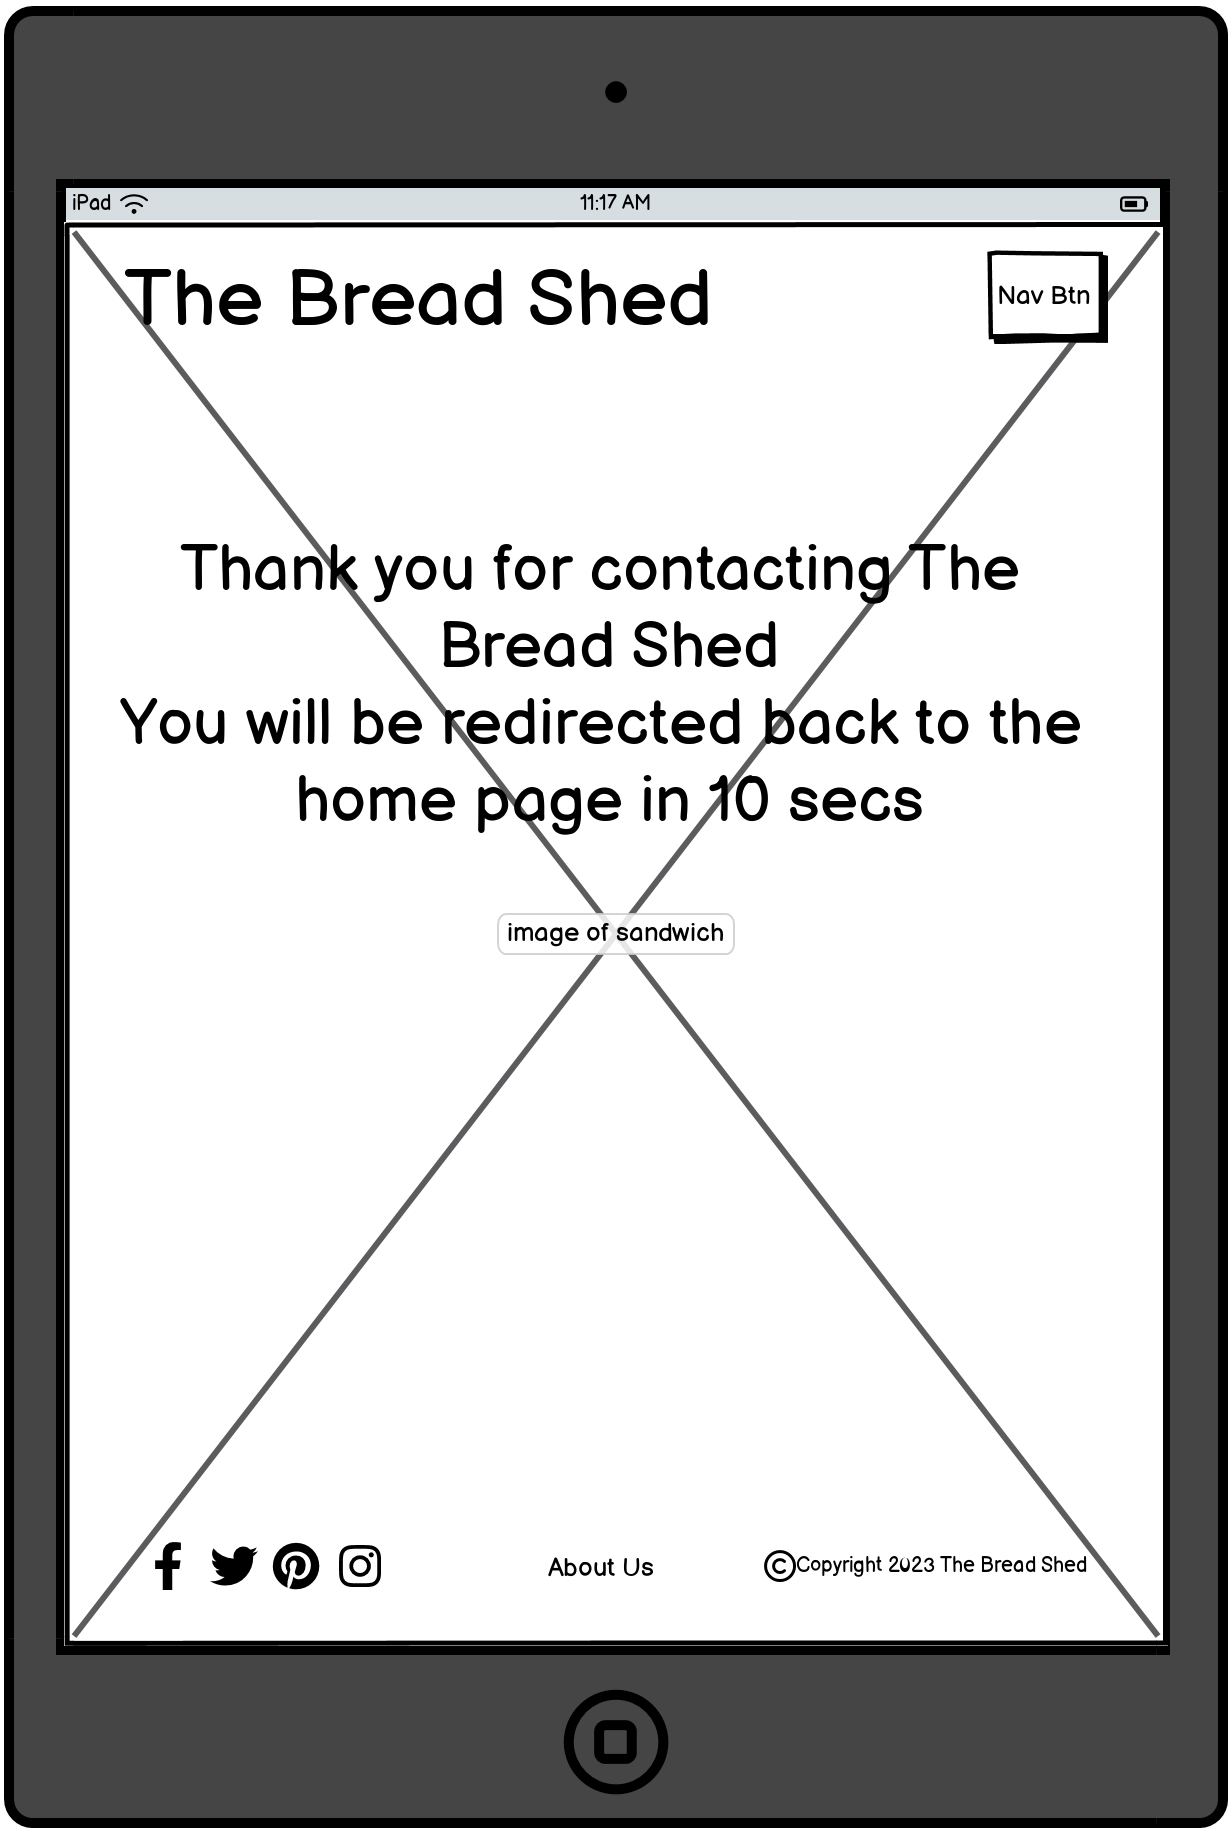 iPad 11:17 AM
The Bread Shed
Nav Btn
Thank you for contacting The
Bread Shed
You will be redirected back to the
home page in 10 secs
image of sandwich
About Us
©Copyright 2023 The Bread Shed